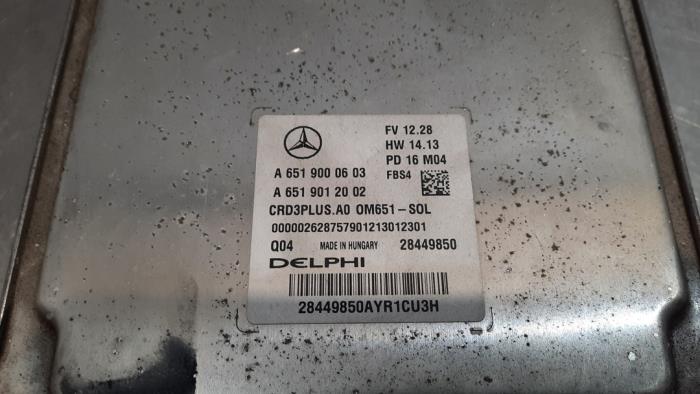 FV 12.28
HW 14.13
A 651 900 06 03
PD 16 M04
FBS4
A 651 901 20 02
CRD3PLUS.A0 OM651-SOL
000002628757901213012301
Q04 MADE IN HUNGARY 28449850
DELPHI
28449850AYR1CU3H